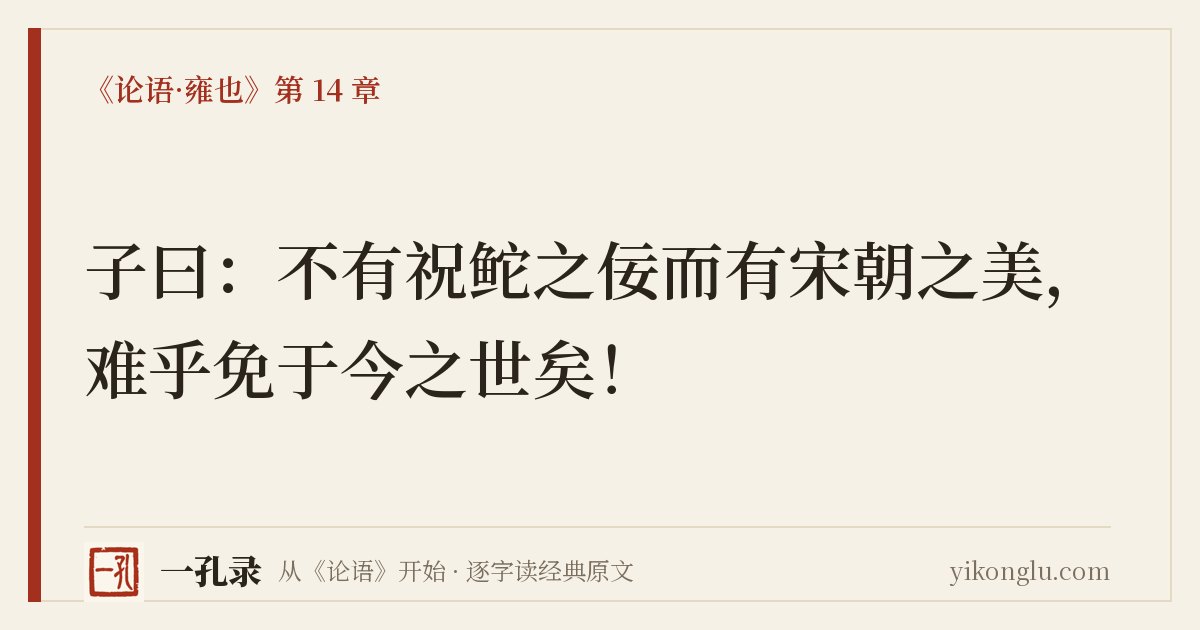 《论语·雍也》第 14 章
子曰：不有祝鮀之佞而有宋朝之美，
难乎免于今之世矣！
一孔
一孔录 从《论语》开始 · 逐字读经典原文 yikonglu.com